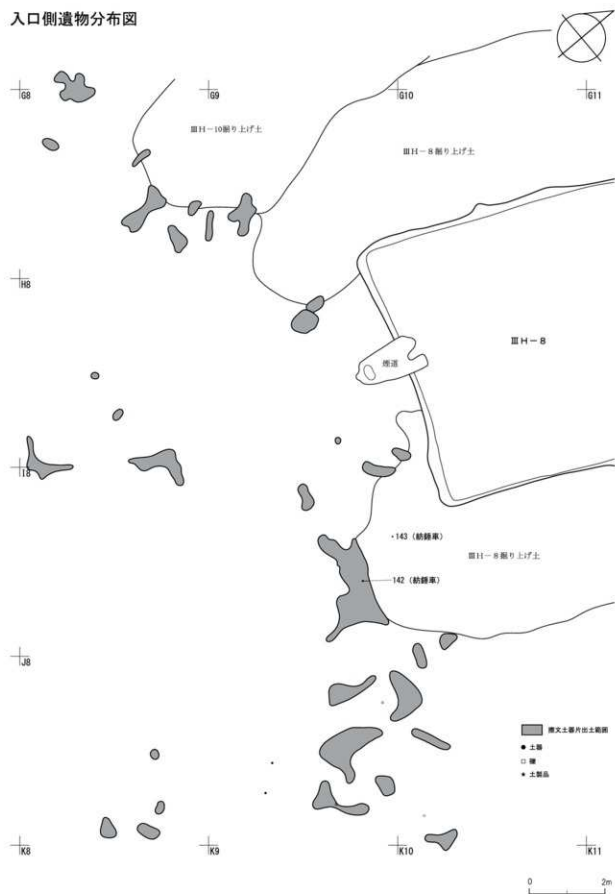 入口側遺物分布図
G8
G9
G10
G11
ⅢH-10掘り上げ土
ⅢH-8掘り上げ土
H8
ⅢH-8
煙道
I8
・143（紡錘車）
ⅢH-8掘り上げ土
142（紡錘車）
J8
擦文土器片出土範囲
● 土器
□ 礫
* 土製品
K8
K9
K10
K11
0 2m